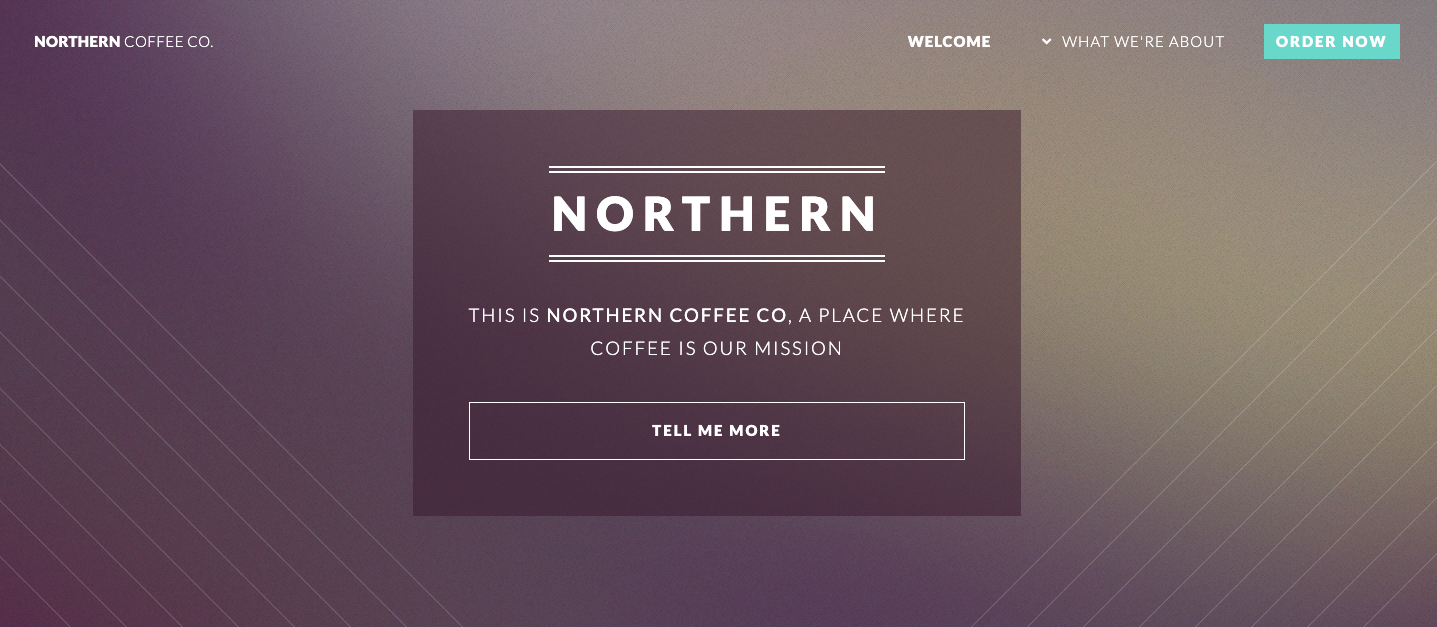 NORTHERN COFFEE CO.
WELCOME
WHAT WE'RE ABOUT
ORDER NOW
NORTHERN
THIS IS NORTHERN COFFEE CO, A PLACE WHERE
COFFEE IS OUR MISSION
TELL ME MORE